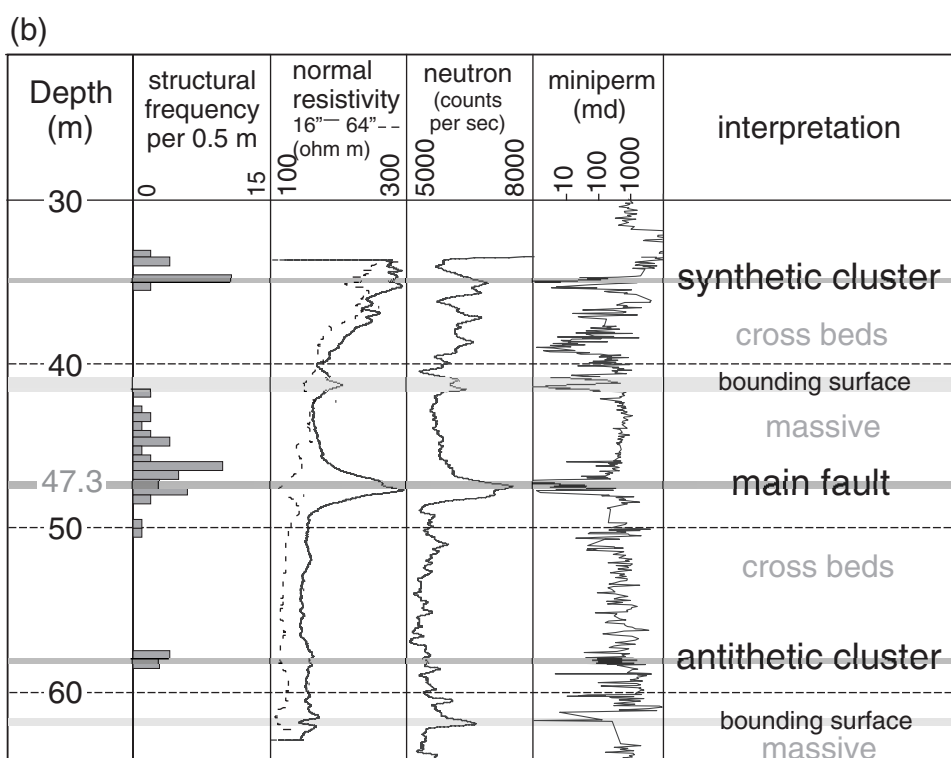 (b)
Depth
(m)
structural
frequency
per 0.5 m
0
15
normal
resistivity
16”— 64”---
(ohm m)
100
300
neutron
(counts
per sec)
5000
8000
miniperm
(md)
10
100
1000
interpretation
30
synthetic cluster
cross beds
40
bounding surface
massive
47.3
main fault
50
cross beds
antithetic cluster
60
bounding surface
massive